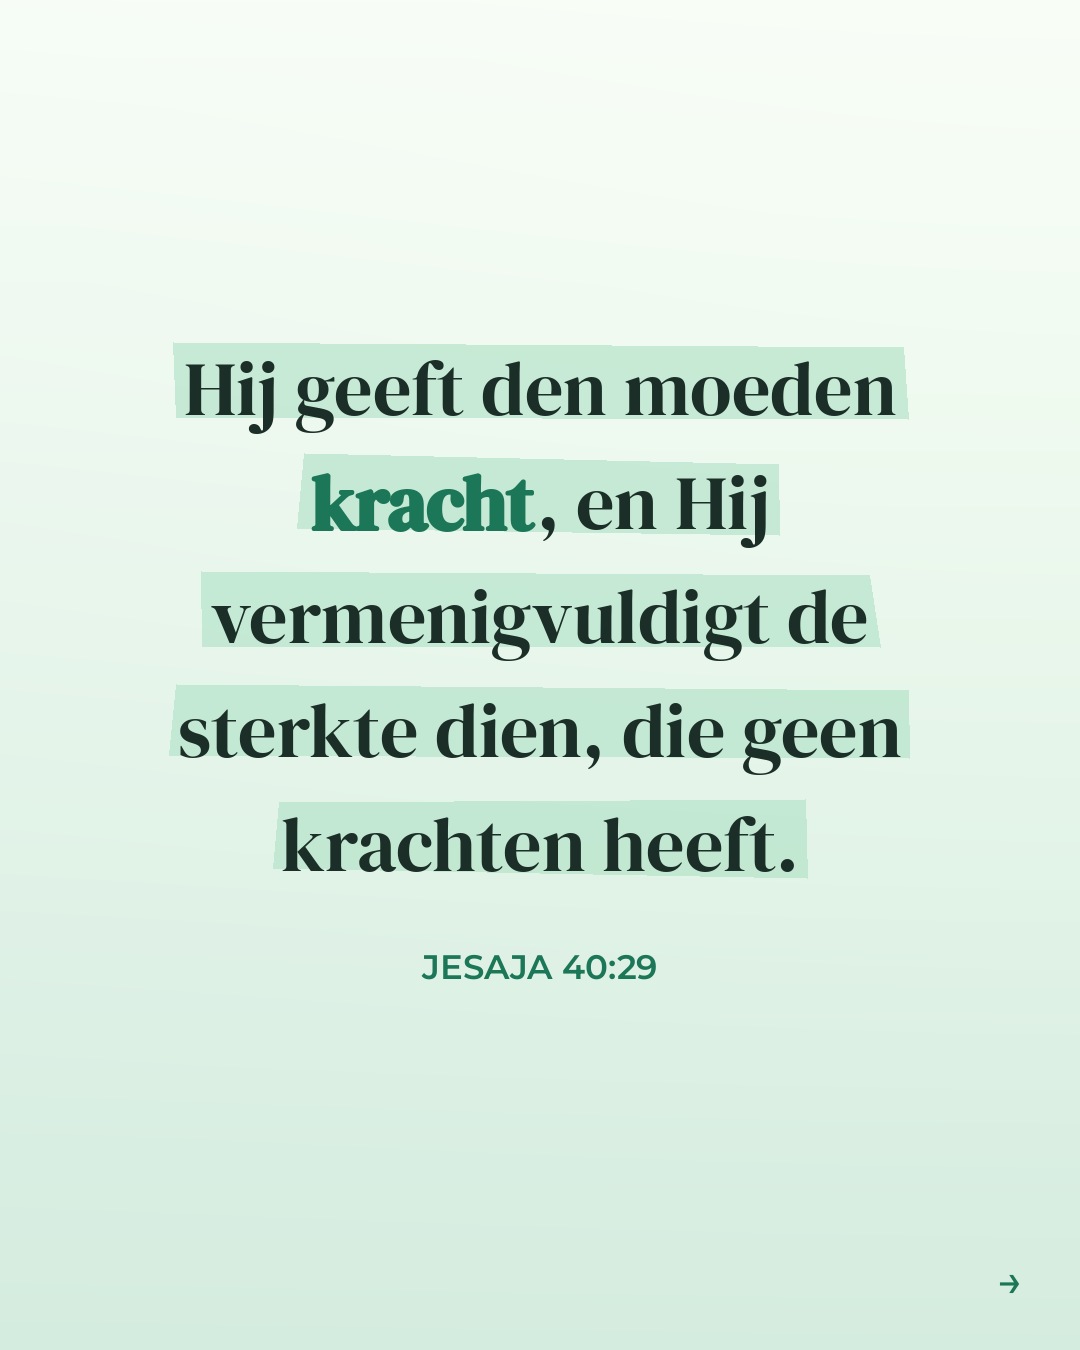 Hij geeft den moeden
kracht, en Hij
vermenigvuldigt de
sterkte dien, die geen
krachten heeft.
JESAJA 40:29
→